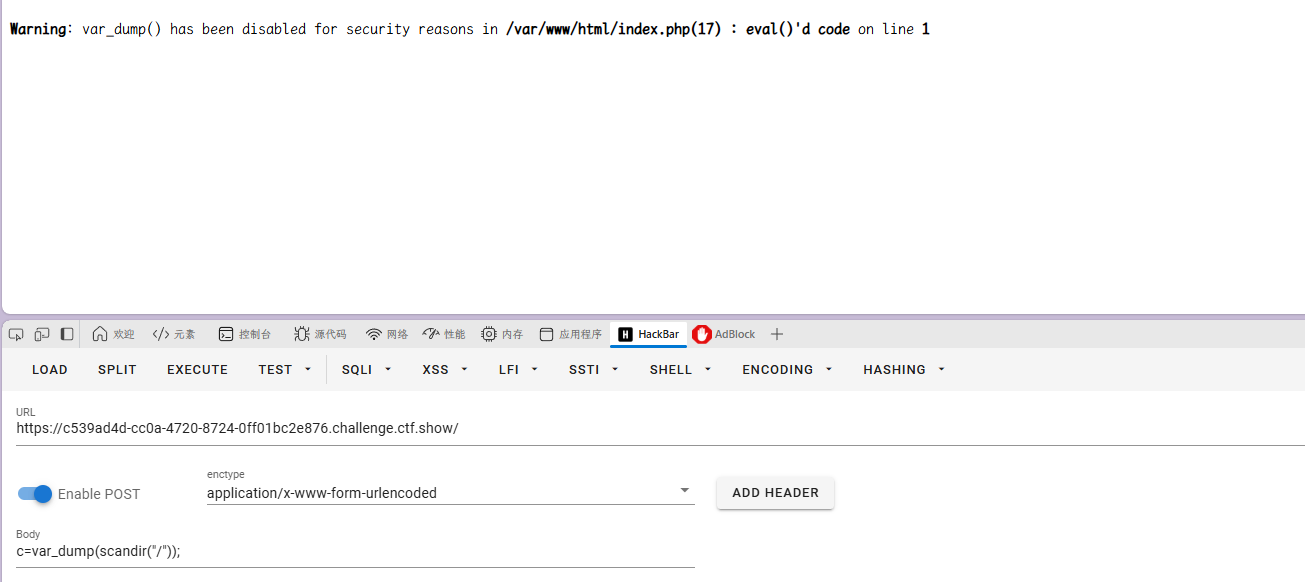 Warning: var_dump() has been disabled for security reasons in /var/www/html/index.php(17) : eval()'d code on line 1
欢迎 </> 元素 控制台 源代码 网络 性能 内存 应用程序 H HackBar AdBlock
LOAD SPLIT EXECUTE TEST SQLI XSS LFI SSTI SHELL ENCODING HASHING
URL
https://c539ad4d-cc0a-4720-8724-0ff01bc2e876.challenge.ctf.show/
enctype
Enable POST application/x-www-form-urlencoded ADD HEADER
Body
c=var_dump(scandir("/"));